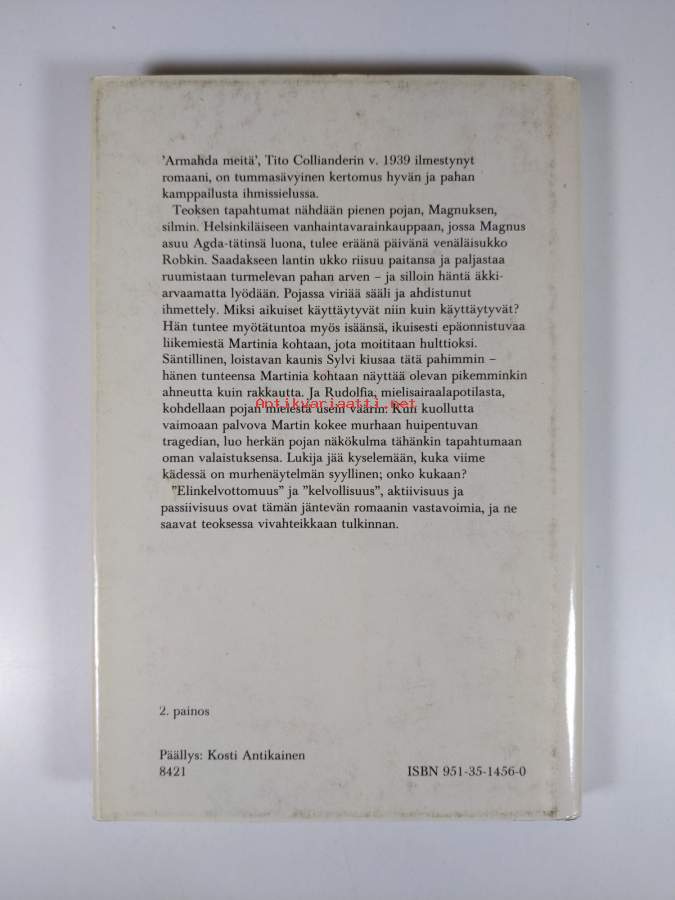 'Armahda meitä', Tito Collianderin v. 1939 ilmestynyt
romaani, on tummasävyinen kertomus hyvän ja pahan
kamppailusta ihmissielussa.
Teoksen tapahtumat nähdään pienen pojan, Magnuksen,
silmin. Helsinkiläiseen vanhaintavarainkauppaan, jossa Magnus
asuu Agda-tätinsä luona, tulee eräänä päivänä venäläisukko
Robkin. Saadakseen lantin ukko riisuu paitansa ja paljastaa
ruumistaan turmelevan pahan arven – ja silloin häntä äkki-
arvaamatta lyödään. Pojassa viriää sääli ja ahdistunut
ihmettely. Miksi aikuiset käyttäytyvät niin kuin käyttäytyvät?
Hän tuntee myötätuntoa myös isäänsä, ikuisesti epäonnistuvaa
liikemiestä Martinia kohtaan, jota moititaan hulttioksi.
Säntillinen, loistavan kaunis Sylvi kiusaa tätä pahimmin –
hänen tunteensa Martinia kohtaan näyttää olevan pikemminkin
ahneutta kuin rakkautta. Ja Rudolfia, mielisairaalapotilasta,
Antikvariaatti.net
kohdellaan pojan mielestä usein väärin. Kun kuollutta
vaimoaan palvova Martin kokee murhaan huipentuvan
tragedian, luo herkän pojan näkökulma tähänkin tapahtumaan
oman valaistuksensa. Lukija jää kyselemään, kuka viime
kädessä on murhenäytelmän syyllinen; onko kukaan?
"Elinkelvottomuus" ja "kelvollisuus", aktiivisuus ja
passiivisuus ovat tämän jäntevän romaanin vastavoimia, ja ne
saavat teoksessa vivahteikkaan tulkinnan.
2. painos
Päällys: Kosti Antikainen
8421 ISBN 951-35-1456-0